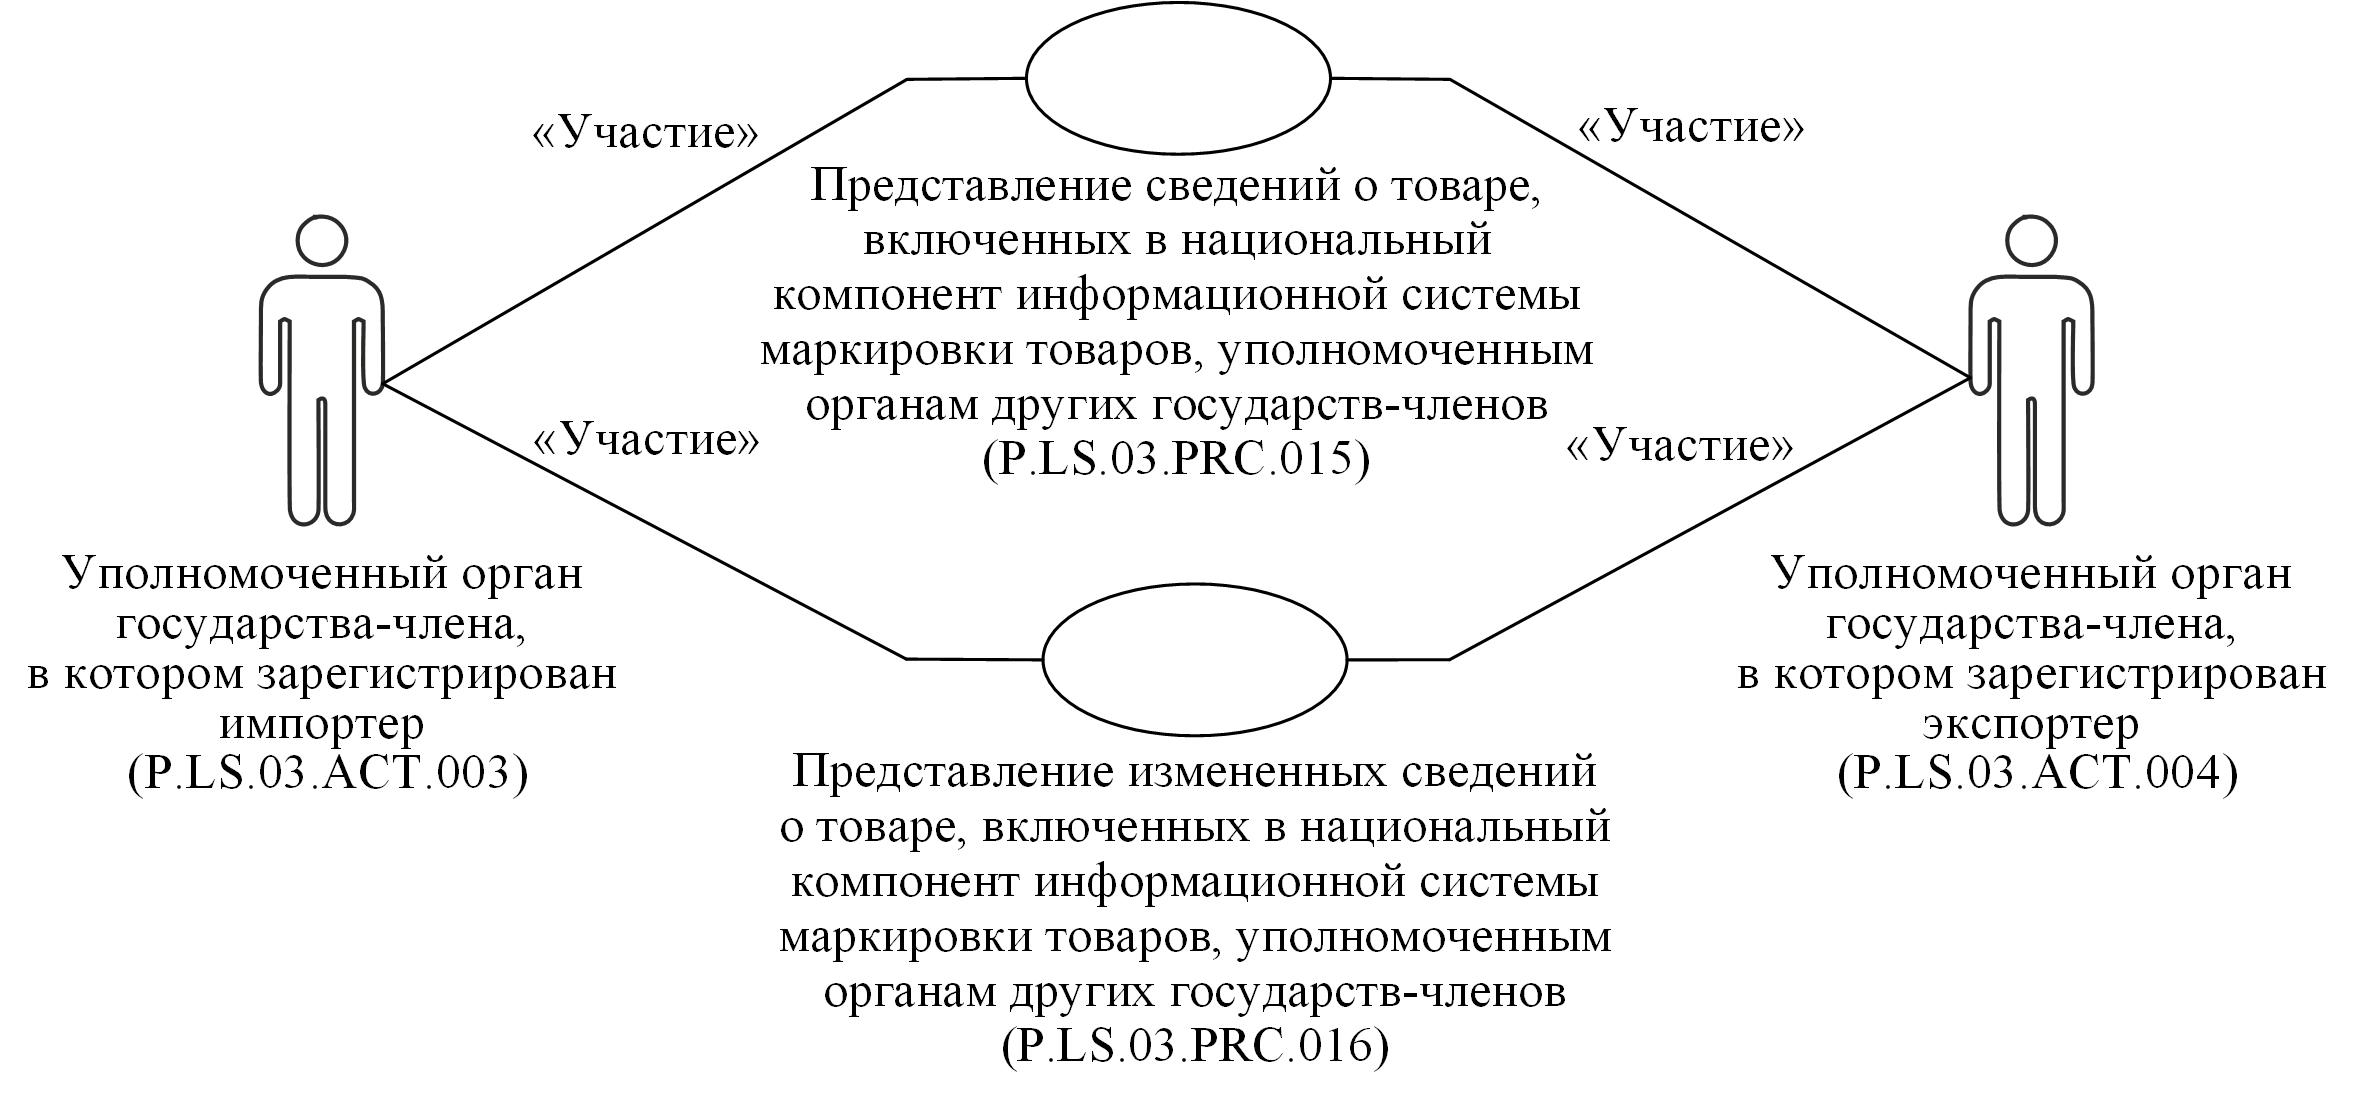 «Участие»
«Участие»
Представление сведений о товаре,
включенных в национальный
компонент информационной системы
маркировки товаров, уполномоченным
органам других государств-членов
(P.LS.03.PRC.015)
«Участие»
«Участие»
Уполномоченный орган
государства-члена,
в котором зарегистрирован
импортер
(P.LS.03.ACT.003)
Уполномоченный орган
государства-члена,
в котором зарегистрирован
экспортер
(P.LS.03.ACT.004)
Представление измененных сведений
о товаре, включенных в национальный
компонент информационной системы
маркировки товаров, уполномоченным
органам других государств-членов
(P.LS.03.PRC.016)